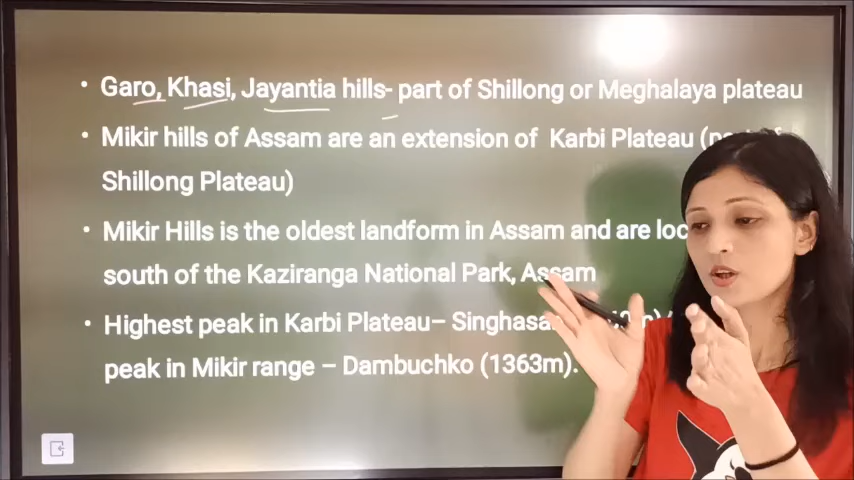 • Garo, Khasi, Jayantia hills- part of Shillong or Meghalaya plateau
• Mikir hills of Assam are an extension of Karbi Plateau
Shillong Plateau)
• Mikir Hills is the oldest landform in Assam and are
south of the Kaziranga National Park, Assam
• Highest peak in Karbi Plateau–
peak in Mikir range – Dambuchko (1363m).